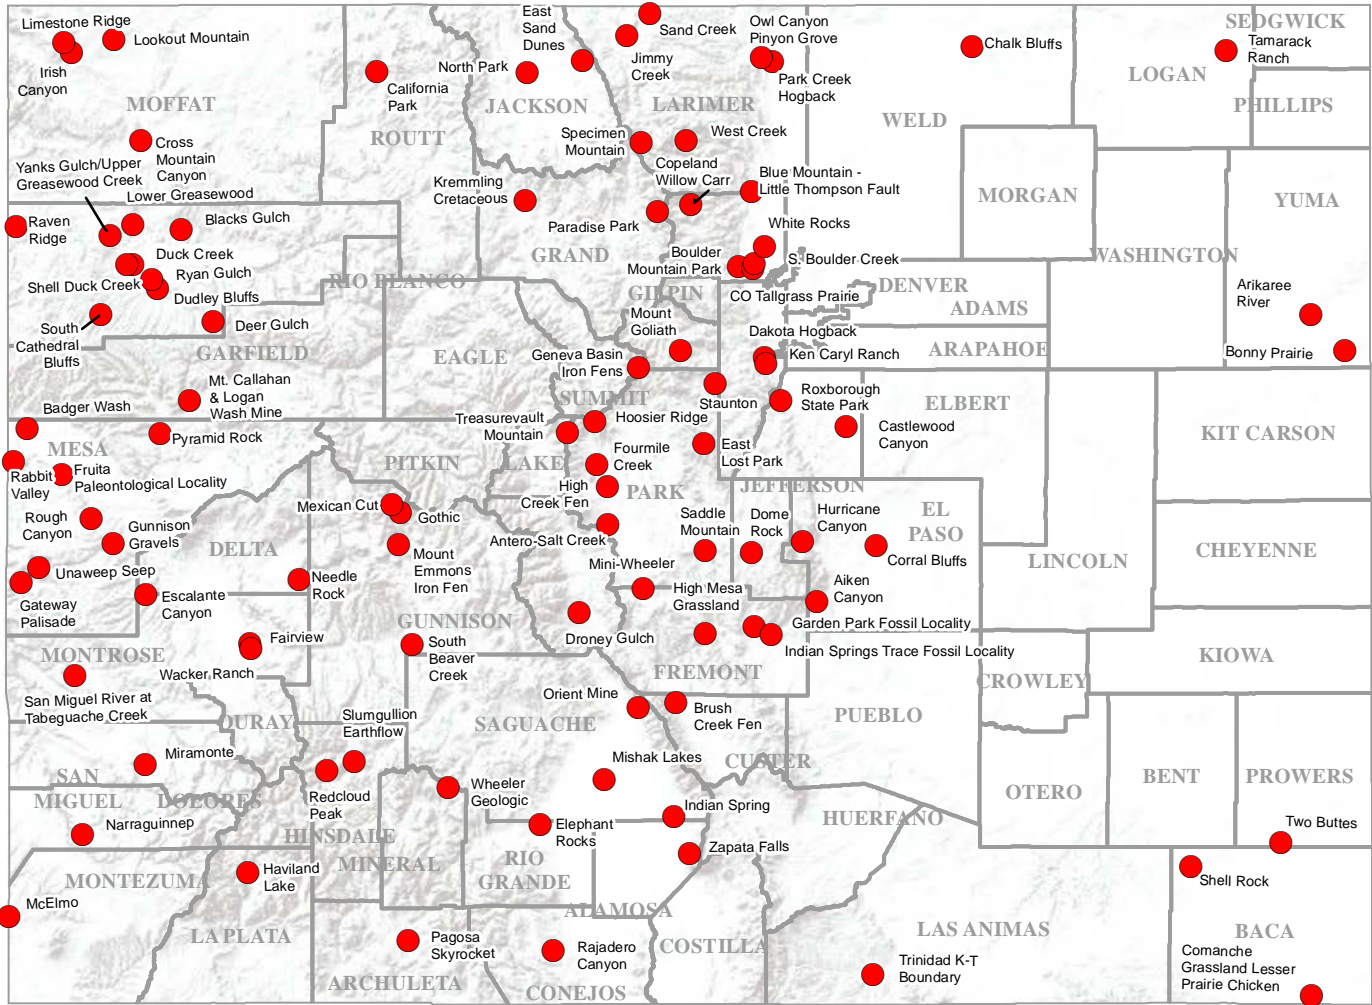 Limestone Ridge
Lookout Mountain
Irish
Canyon
MOFFAT
California
Park
ROUTT
East
Sand
Dunes
North Park
JACKSON
Sand Creek
Jimmy
Creek
LARIMER
Owl Canyon
Pinyon Grove
Park Creek
Hogback
Chalk Bluffs
WELD
SEDGWICK
Tamarack
Ranch
LOGAN
PHILLIPS
Cross
Mountain
Canyon
Yanks Gulch/Upper
Greasewood Creek
Lower Greasewood
Specimen
Mountain
West Creek
Copeland
Willow Carr
Blue Mountain -
Little Thompson Fault
MORGAN
YUMA
Kremmling
Cretaceous
Raven
Ridge
Blacks Gulch
Paradise Park
White Rocks
GRAND
Boulder
Mountain Park
S. Boulder Creek
WASHINGTON
Duck Creek
Ryan Gulch
Shell Duck Creek
Dudley Bluffs
RIO BLANCO
GILPIN
CO Tallgrass Prairie
DENVER
ADAMS
Arikaree
River
South
Cathedral
Bluffs
Deer Gulch
GARFIELD
Mount
Goliath
EAGLE
Geneva Basin
Iron Fens
Dakota Hogback
Ken Caryl Ranch
ARAPAHOE
Bonny Prairie
Mt. Callahan
& Logan
Wash Mine
SUMMIT
Staunton
Roxborough
State Park
ELBERT
Badger Wash
Treasurevault
Mountain
Hoosier Ridge
Castlewood
Canyon
MESA
Pyramid Rock
KIT CARSON
East
Lost Park
Fourmile
Creek
PITKIN
LAKE
Rabbit
Valley
Fruita
Paleontological Locality
High
Creek Fen
PARK
JEFFERSON
Mexican Cut
Gothic
Rough
Canyon
Gunnison
Gravels
Saddle
Mountain
Dome
Rock
Hurricane
Canyon
EL
PASO
Antero-Salt Creek
DELTA
Mount
Emmons
Iron Fen
Corral Bluffs
CHEYENNE
LINCOLN
Unaweep Seep
Mini-Wheeler
Needle
Rock
Gateway
Palisade
Escalante
Canyon
High Mesa
Grassland
Aiken
Canyon
GUNNISON
Garden Park Fossil Locality
Droney Gulch
Fairview
South
Beaver
Creek
Indian Springs Trace Fossil Locality
MONTROSE
KIOWA
Wacker Ranch
FREMONT
CROWLEY
San Miguel River at
Tabeguache Creek
Orient Mine
Brush
Creek Fen
OURAY
Slumgullion
Earthflow
SAGUACHE
PUEBLO
Miramonte
Mishak Lakes
CUSTER
SAN
MIGUEL
BENT
PROWERS
Wheeler
Geologic
OTERO
DOLORES
Redcloud
Peak
Indian Spring
HUERFANO
Narraguinnep
Elephant
Rocks
Two Buttes
HINSDALE
Zapata Falls
RIO
GRANDE
MINERAL
Haviland
Lake
MONTEZUMA
Shell Rock
McElmo
ALAMOSA
LA PLATA
Pagosa
Skyrocket
Rajadero
Canyon
COSTILLA
LAS ANIMAS
BACA
Trinidad K-T
Boundary
Comanche
Grassland Lesser
Prairie Chicken
ARCHULETA
CONEJOS